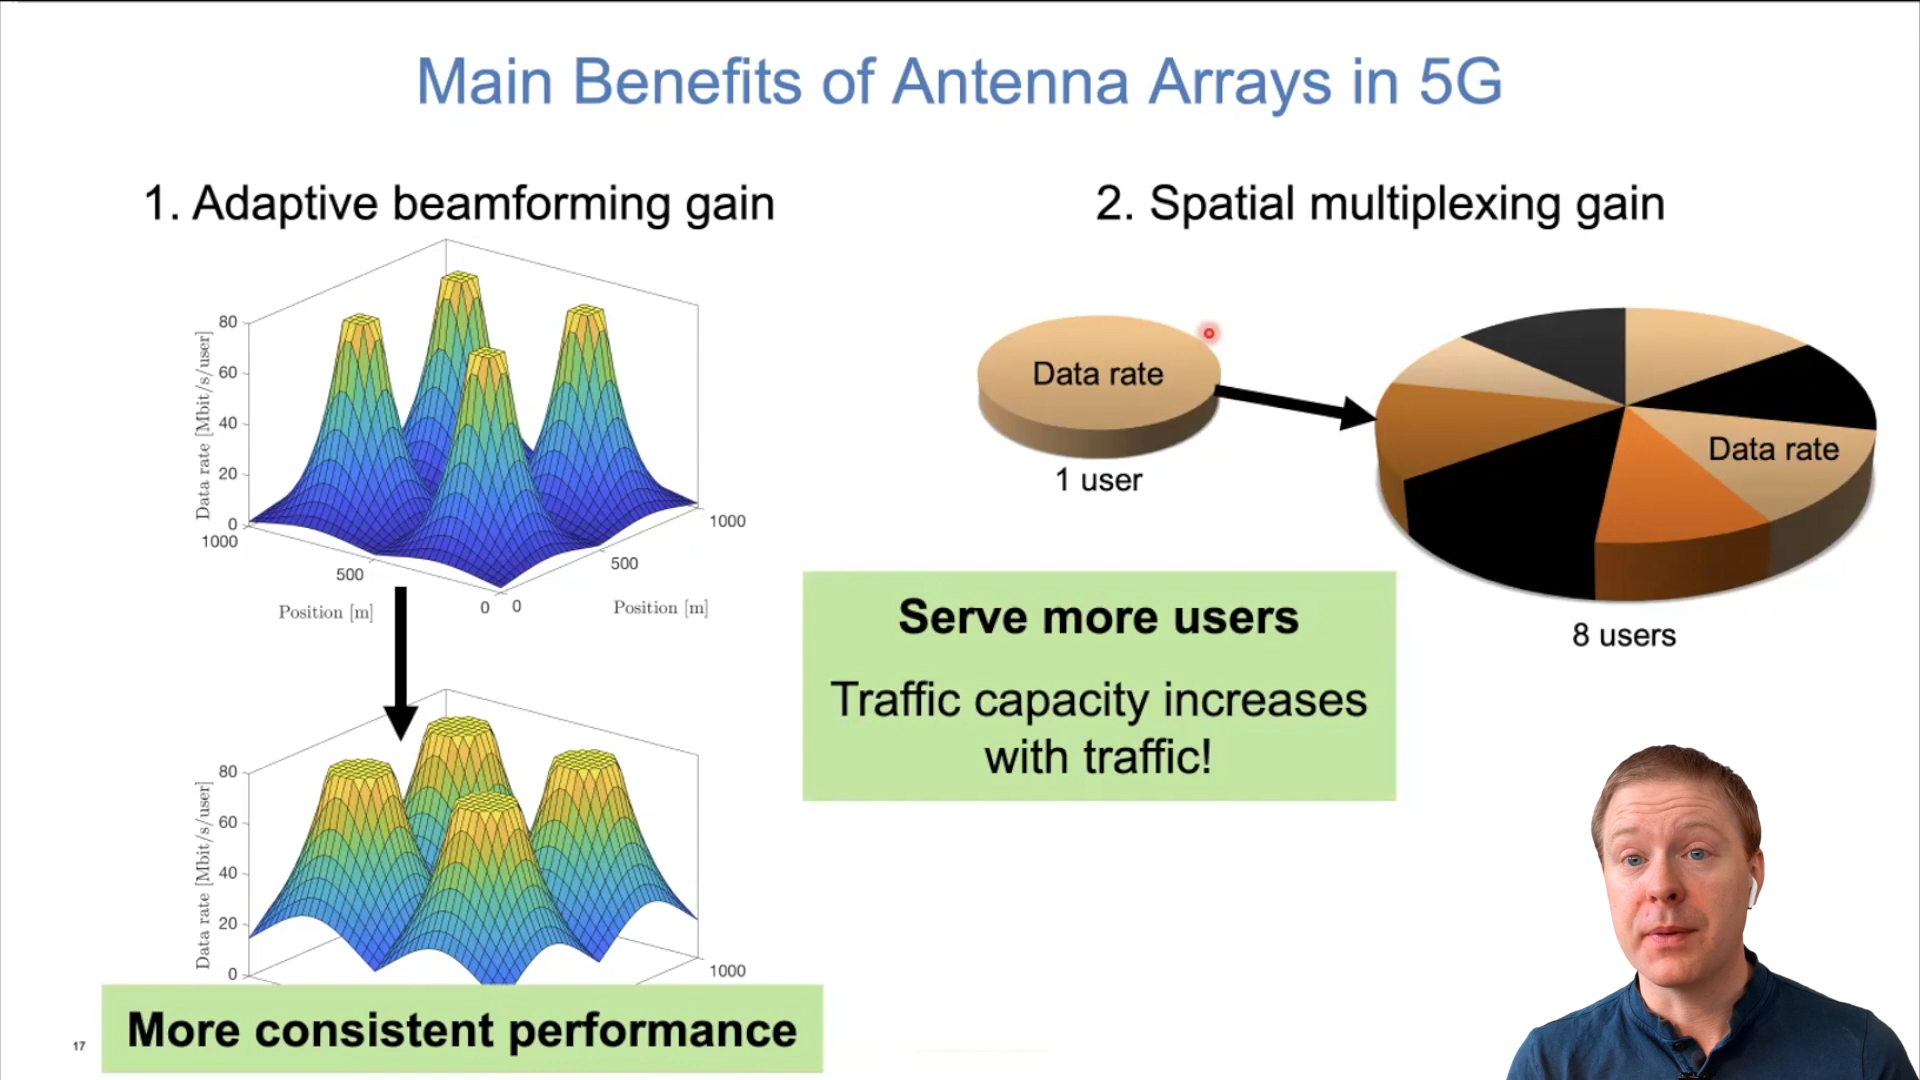 Main Benefits of Antenna Arrays in 5G
1. Adaptive beamforming gain
80
60
40
20
0
Data rate [Mbit/s/user]
1000
500
0
Position [m]
0
500
1000
Position [m]
80
60
40
20
0
Data rate [Mbit/s/user]
1000
More consistent performance
2. Spatial multiplexing gain
Data rate
1 user
Data rate
8 users
Serve more users
Traffic capacity increases
with traffic!
17